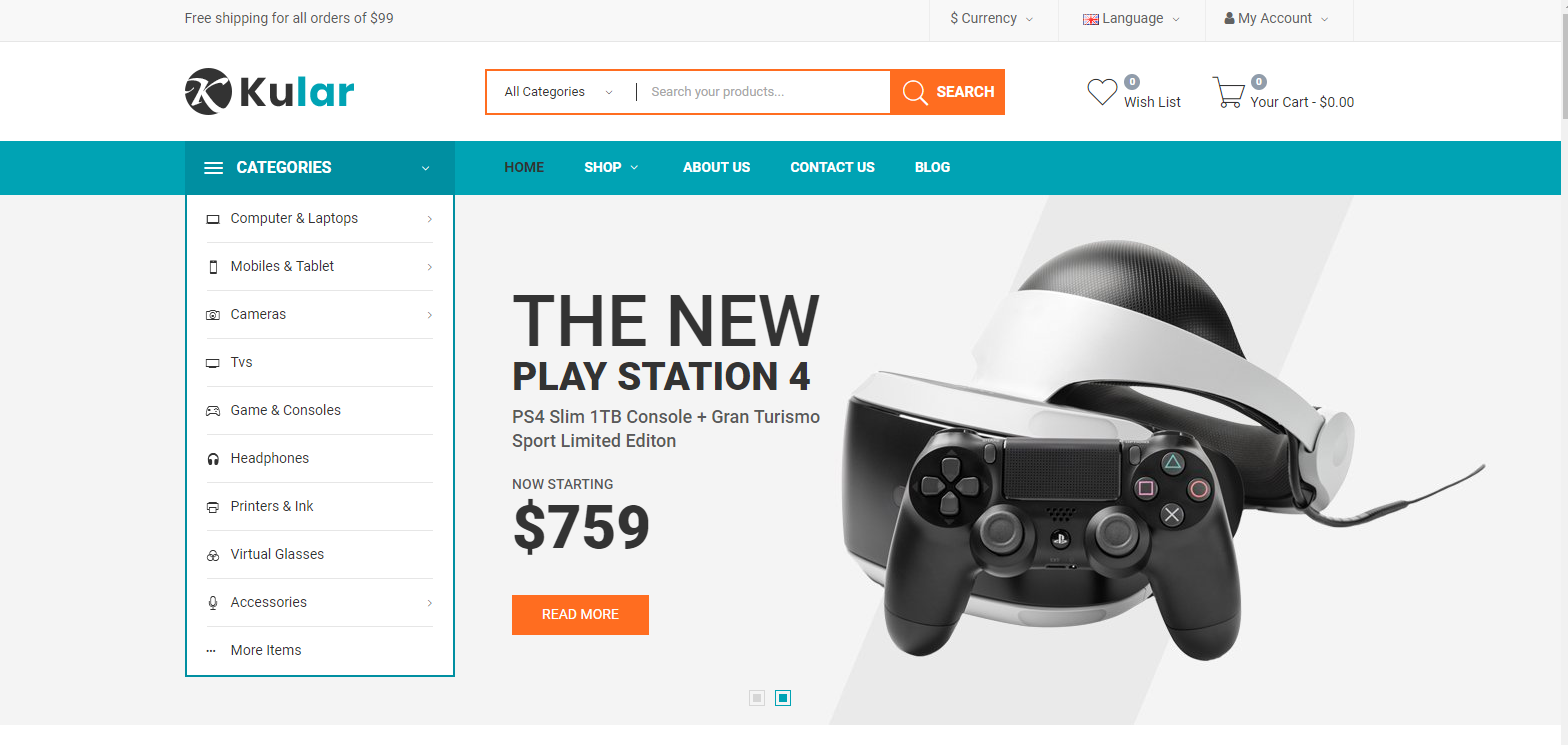 Free shipping for all orders of $99
$ Currency
Language
My Account
Kular
All Categories
Search your products...
SEARCH
0
Wish List
0
Your Cart - $0.00
CATEGORIES
HOME
SHOP
ABOUT US
CONTACT US
BLOG
Computer & Laptops
Mobiles & Tablet
Cameras
Tvs
Game & Consoles
Headphones
Printers & Ink
Virtual Glasses
Accessories
More Items
THE NEW
PLAY STATION 4
PS4 Slim 1TB Console + Gran Turismo
Sport Limited Editon
NOW STARTING
$759
READ MORE